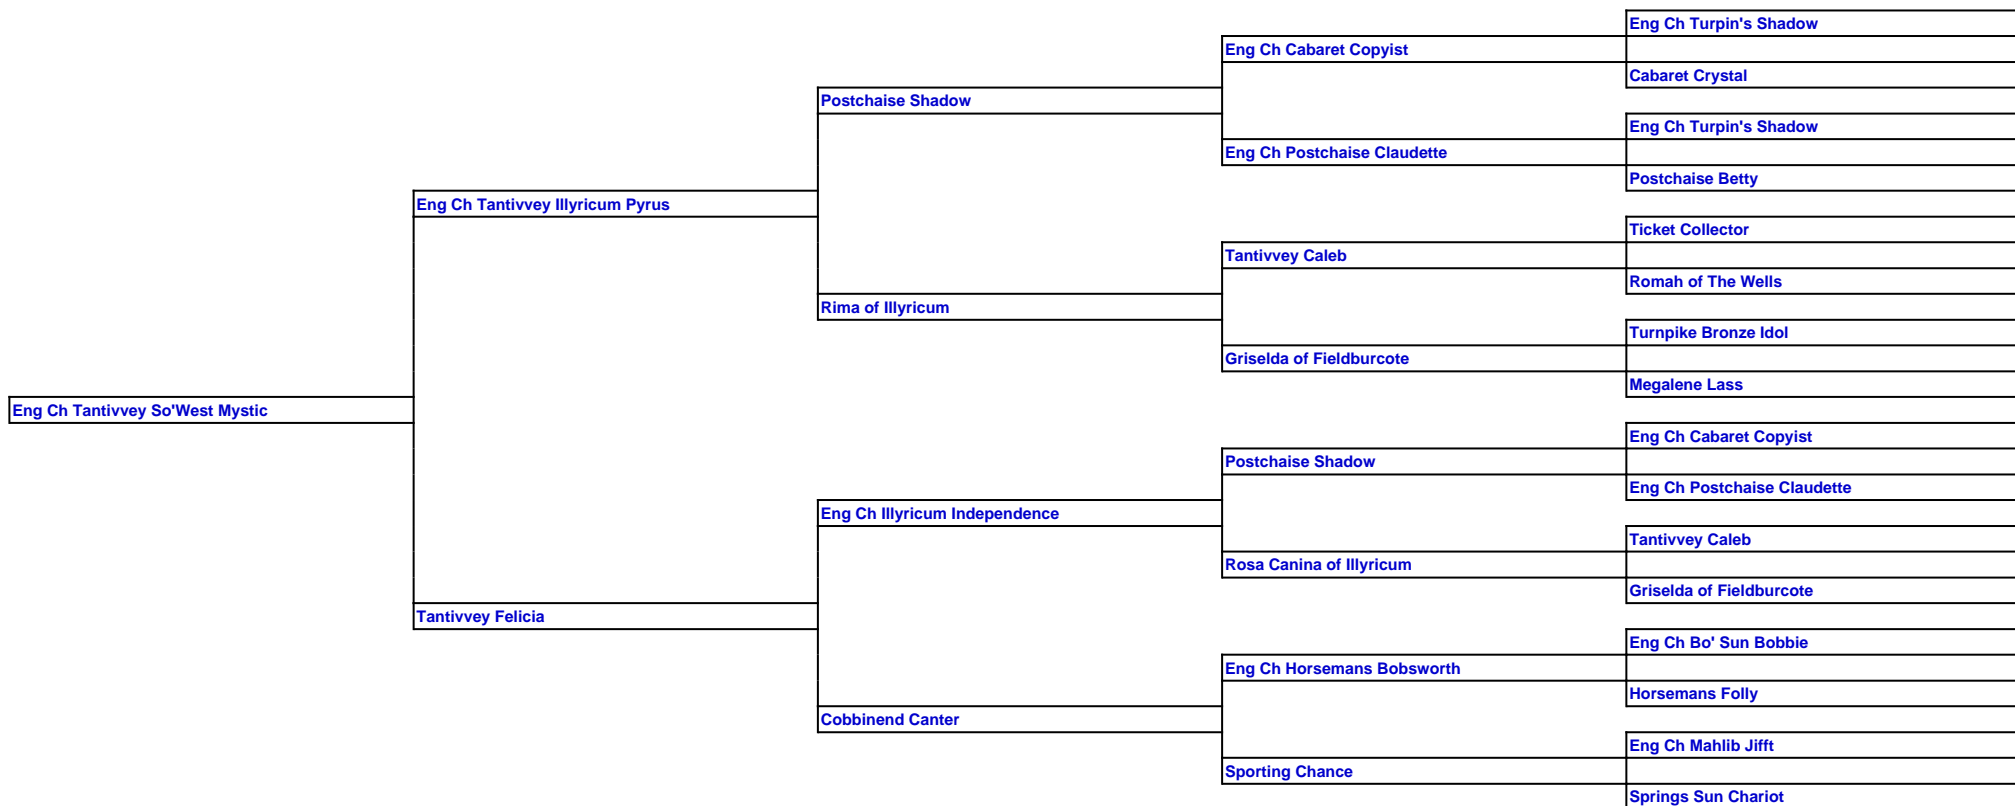 Eng Ch Turpin's Shadow
Eng Ch Cabaret Copyist
Cabaret Crystal
Postchaise Shadow
Eng Ch Turpin's Shadow
Eng Ch Postchaise Claudette
Postchaise Betty
Eng Ch Tantivvey Illyricum Pyrus
Ticket Collector
Tantivvey Caleb
Romah of The Wells
Rima of Illyricum
Turnpike Bronze Idol
Griselda of Fieldburcote
Megalene Lass
Eng Ch Tantivvey So'West Mystic
Eng Ch Cabaret Copyist
Postchaise Shadow
Eng Ch Postchaise Claudette
Eng Ch Illyricum Independence
Tantivvey Caleb
Rosa Canina of Illyricum
Griselda of Fieldburcote
Tantivvey Felicia
Eng Ch Bo' Sun Bobbie
Eng Ch Horsemans Bobsworth
Horsemans Folly
Cobbinend Canter
Eng Ch Mahlib Jifft
Sporting Chance
Springs Sun Chariot